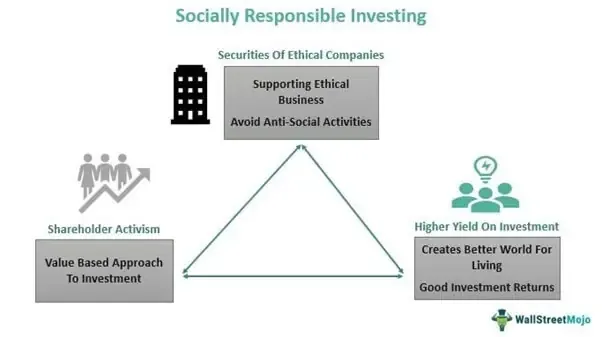 Socially Responsible Investing
Securities Of Ethical Companies
Supporting Ethical
Business
Avoid Anti-Social Activities
Shareholder Activism
Value Based Approach
To Investment
Higher Yield On Investment
Creates Better World For
Living
Good Investment Returns
WallStreetMojo